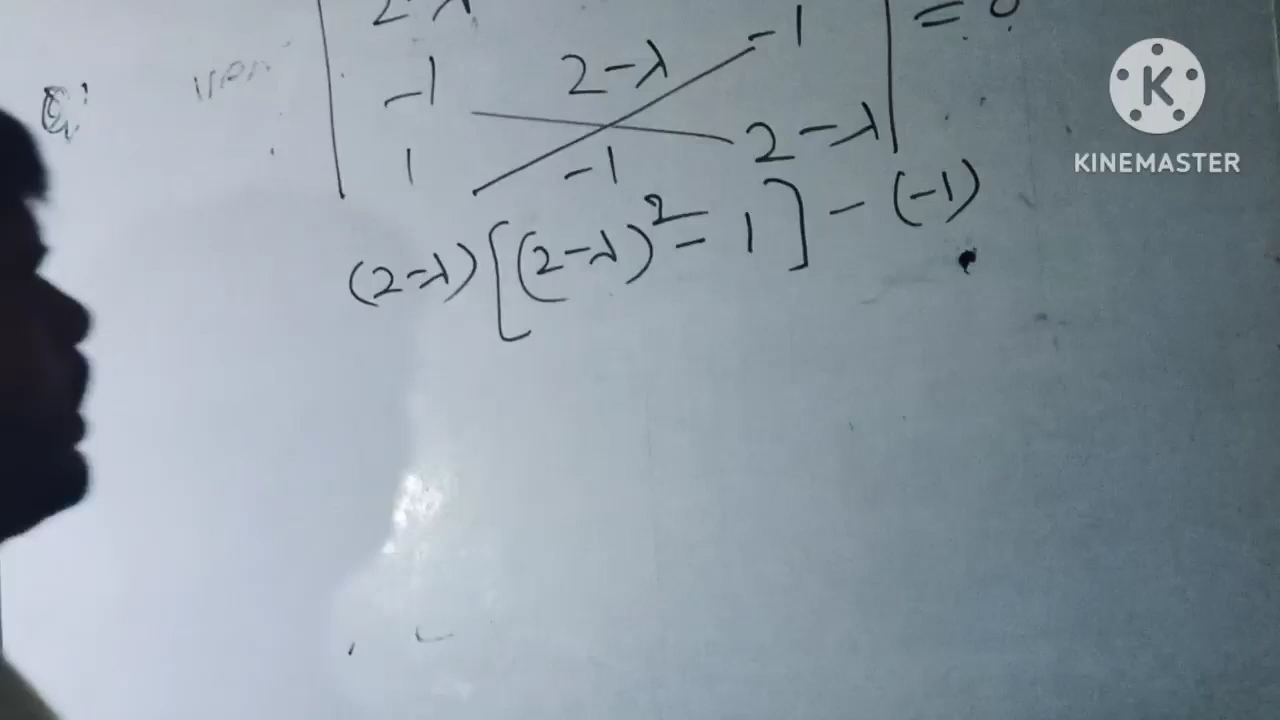 2-λ = 0
-1 2-λ -1
1 -1 2-λ
(2-λ) [(2-λ)² - 1] - (-1)
K
KINEMASTER